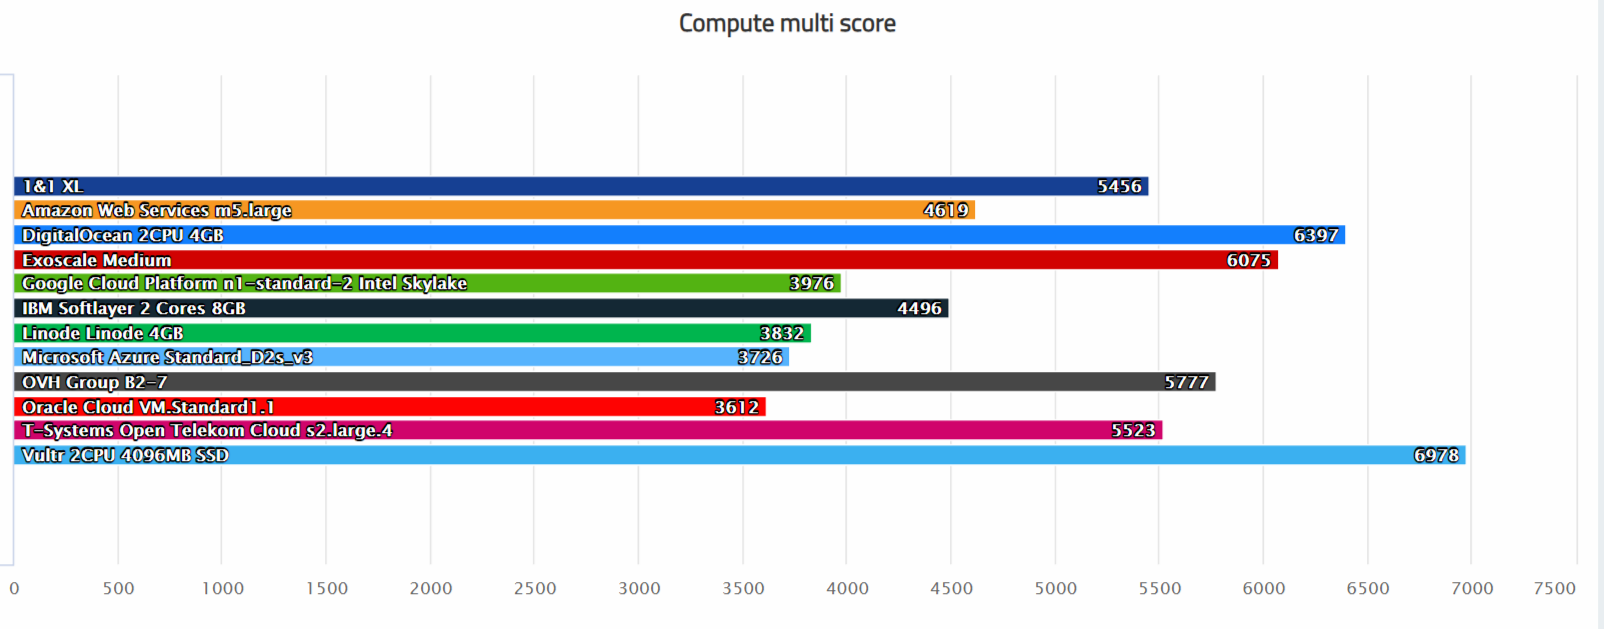 Compute multi score
1&1 XL 5456
Amazon Web Services m5.large 4619
DigitalOcean 2CPU 4GB 6397
Exoscale Medium 6075
Google Cloud Platform n1-standard-2 Intel Skylake 3976
IBM Softlayer 2 Cores 8GB 4496
Linode Linode 4GB 3832
Microsoft Azure Standard_D2s_v3 3726
OVH Group B2-7 5777
Oracle Cloud VM.Standard1.1 3612
T-Systems Open Telekom Cloud s2.large.4 5523
Vultr 2CPU 4096MB SSD 6978
0 500 1000 1500 2000 2500 3000 3500 4000 4500 5000 5500 6000 6500 7000 7500